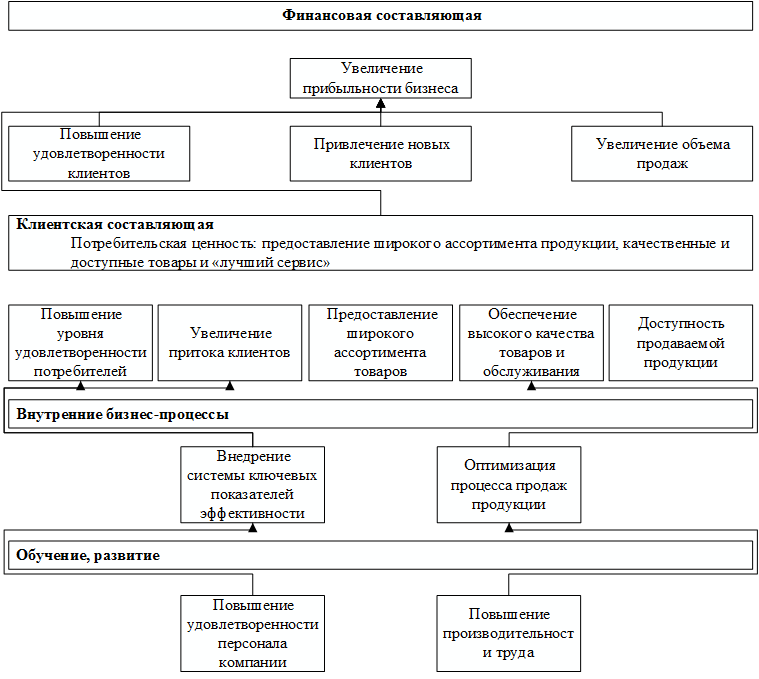 Финансовая составляющая
Увеличение
прибыльности бизнеса
Повышение
удовлетворенности
клиентов
Привлечение новых
клиентов
Увеличение объема
продаж
Клиентская составляющая
Потребительская ценность: предоставление широкого ассортимента продукции, качественные и
доступные товары и «лучший сервис»
Повышение
уровня
удовлетворенности
потребителей
Увеличение
притока клиентов
Предоставление
широкого
ассортимента
товаров
Обеспечение
высокого качества
товаров и
обслуживания
Доступность
продаваемой
продукции
Внутренние бизнес-процессы
Внедрение
системы ключевых
показателей
эффективности
Оптимизация
процесса продаж
продукции
Обучение, развитие
Повышение
удовлетворенности
персонала
компании
Повышение
производительност
и труда